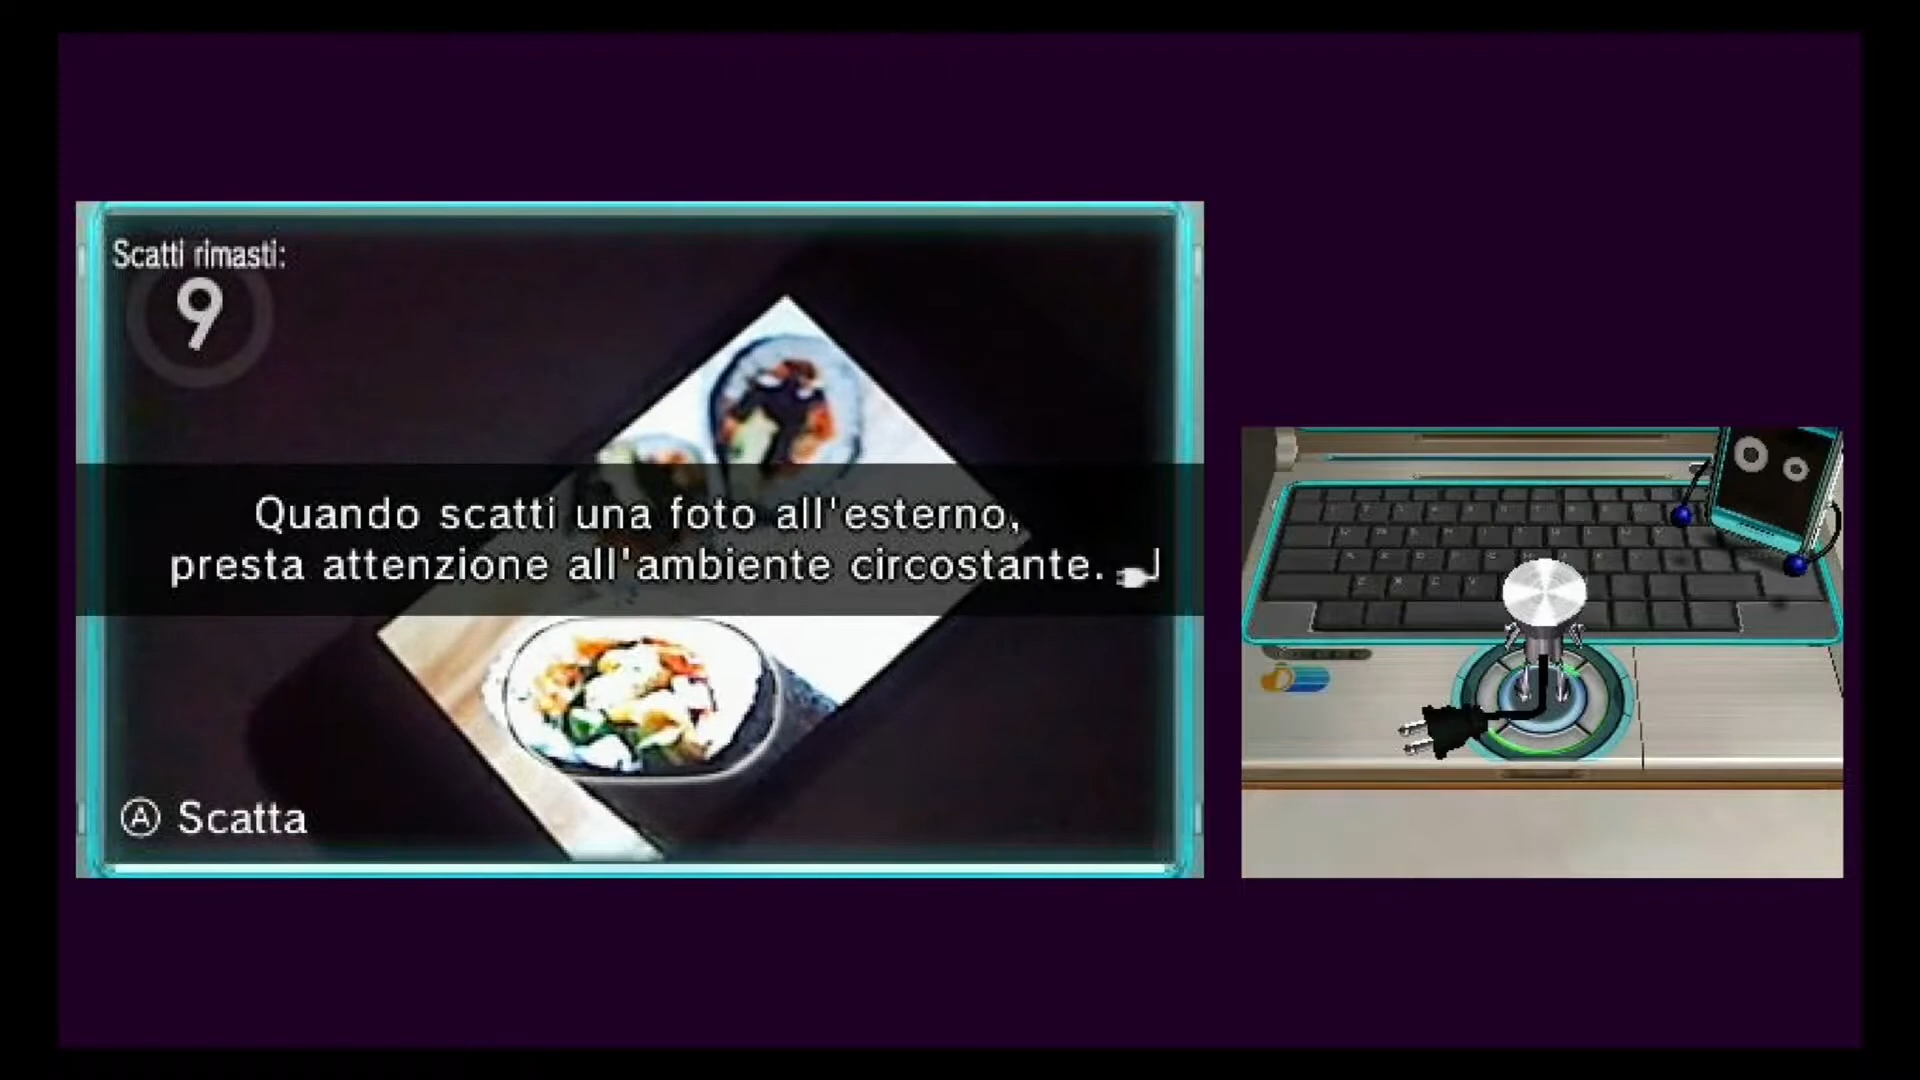 Scatti rimasti:
9
Quando scatti una foto all'esterno,
presta attenzione all'ambiente circostante.
Ⓐ Scatta